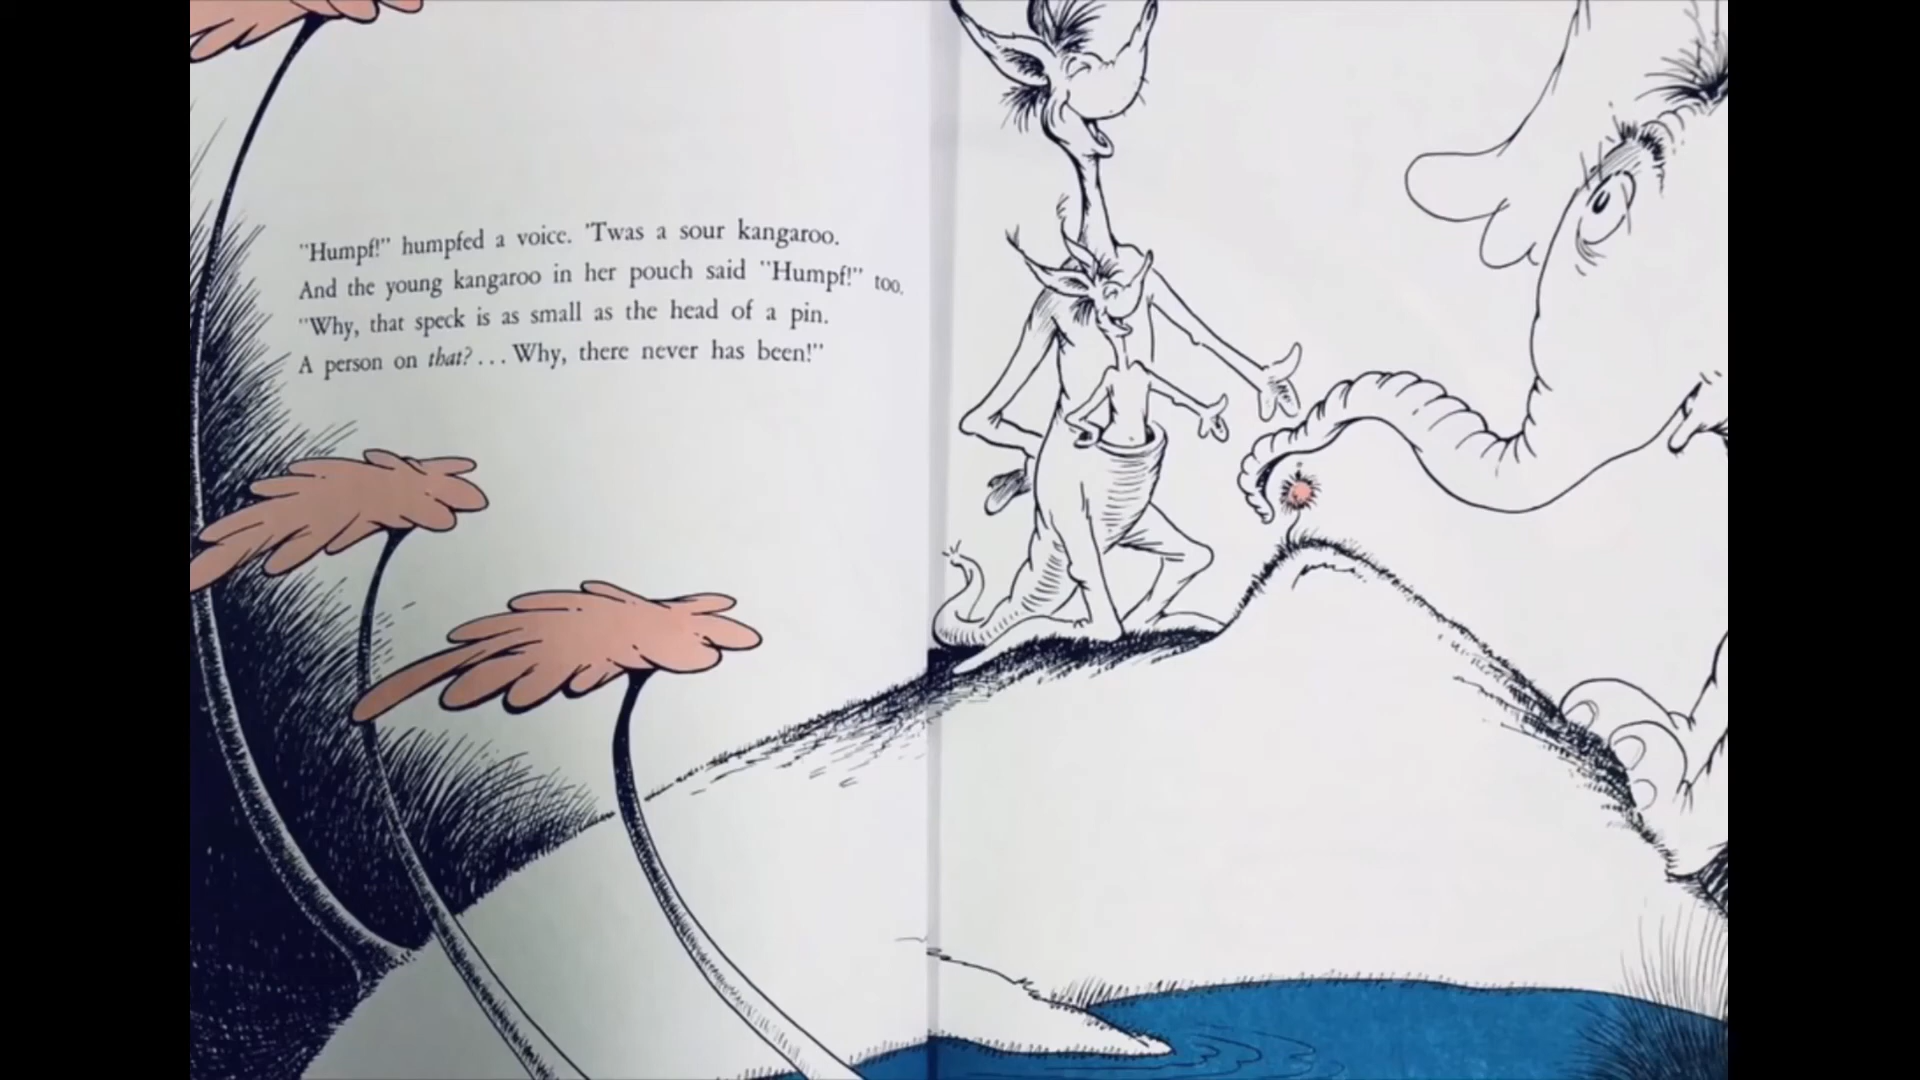 "Humpf!" humpfed a voice. 'Twas a sour kangaroo.
And the young kangaroo in her pouch said "Humpf!" too.
"Why, that speck is as small as the head of a pin.
A person on that?... Why, there never has been!"